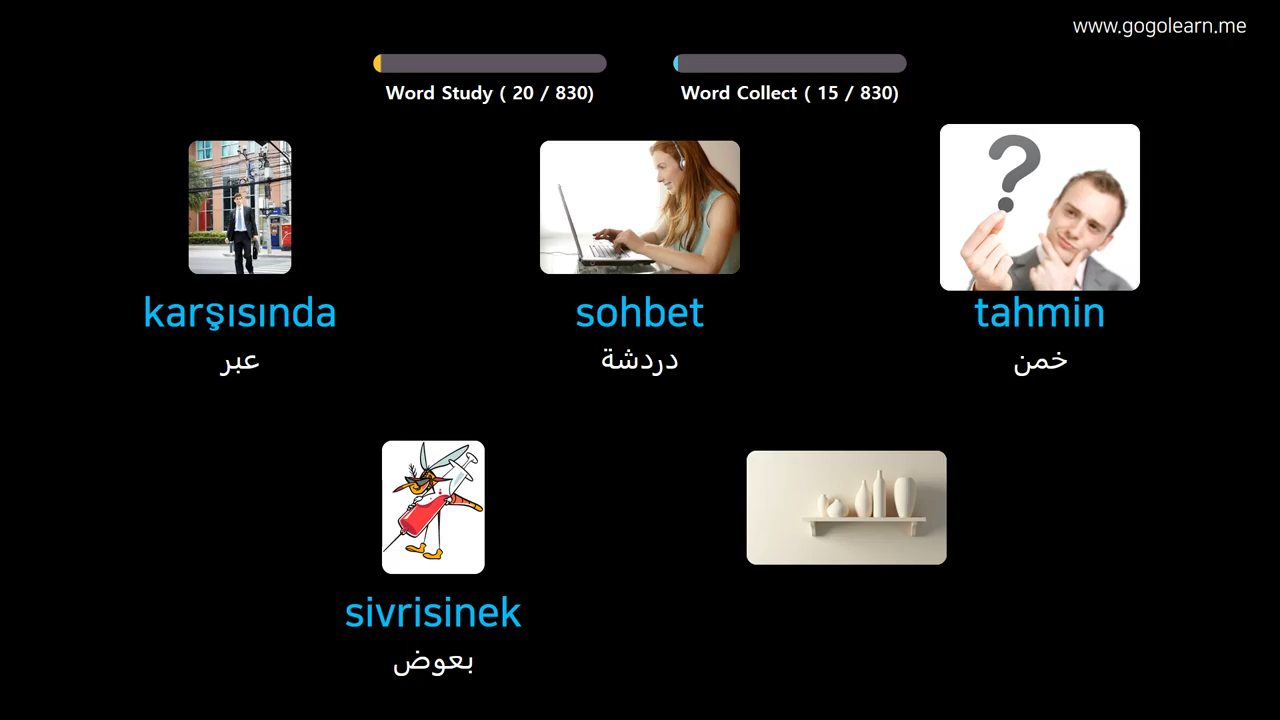 www.gogolearn.me
Word Study ( 20 / 830)
Word Collect ( 15 / 830)
karşısında
عبر
sohbet
دردشة
tahmin
خمن
sivrisinek
بعوض